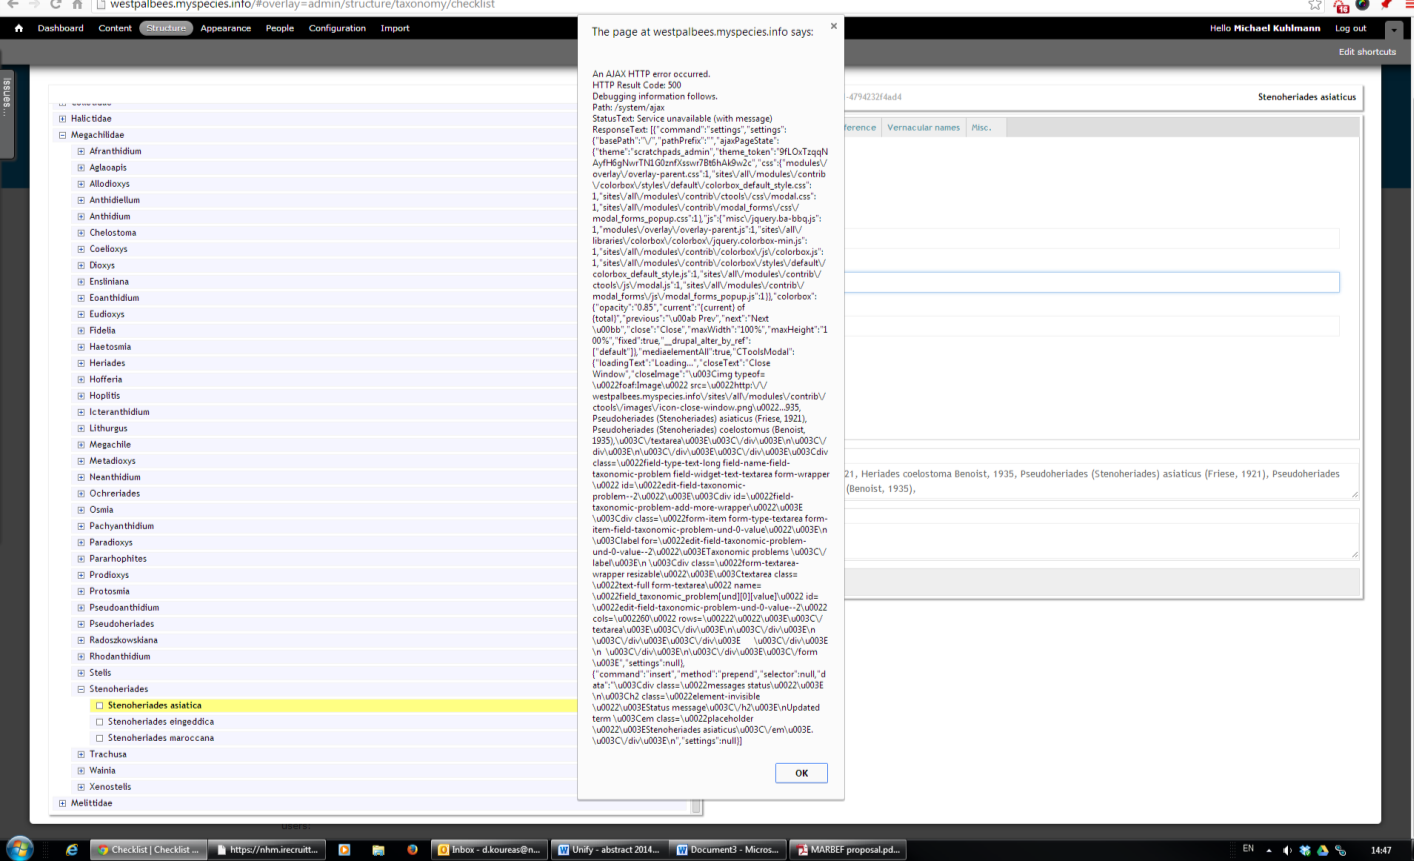 westpalbees.myspecies.info/#overlay=admin/structure/taxonomy/checklist
Dashboard Content Structure Appearance People Configuration Import
Hello Michael Kuhlmann Log out
Edit shortcuts
Issues...
Halictidae
Megachilidae
Afranthidium
Aglaoapis
Allodioxys
Anthidiellum
Anthidium
Chelostoma
Coelioxys
Dioxys
Ensliniana
Eoanthidium
Eudioxys
Fidelia
Haetosmia
Heriades
Hofferia
Hoplitis
Icteranthidium
Lithurgus
Megachile
Metadioxys
Neanthidium
Ochreriades
Osmia
Pachyanthidium
Paradioxys
Pararhophites
Prodioxys
Protosmia
Pseudoanthidium
Pseudoheriades
Radoszkowskiana
Rhodanthidium
Stelis
Stenoheriades
Stenoheriades asiatica
Stenoheriades eingeddica
Stenoheriades maroccana
Trachusa
Wainia
Xenostelis
Melittidae
The page at westpalbees.myspecies.info says:
An AJAX HTTP error occurred.
HTTP Result Code: 500
Debugging information follows.
Path: /system/ajax
StatusText: Service unavailable (with message)
ResponseText: [{"command":"settings","settings":
{"basePath":"\/","pathPrefix":"","ajaxPageState":
{"theme":"scratchpads_admin","theme_token":"9fLOxTzqqN
AyfH6gNwrTN1G0znfXsswr7Bt6hAk9w2c","css":{"modules\/
overlay\/overlay-parent.css":1,"sites\/all\/modules\/contrib
\/colorbox\/styles\/default\/colorbox_default_style.css":
1,"sites\/all\/modules\/contrib\/ctools\/css\/modal.css":
1,"sites\/all\/modules\/contrib\/modal_forms\/css\/
modal_forms_popup.css":1},"js":{"misc\/jquery.ba-bbq.js":
1,"modules\/overlay\/overlay-parent.js":1,"sites\/all\/
libraries\/colorbox\/colorbox\/jquery.colorbox-min.js":
1,"sites\/all\/modules\/contrib\/colorbox\/js\/colorbox.js":
1,"sites\/all\/modules\/contrib\/colorbox\/styles\/default\/
colorbox_default_style.js":1,"sites\/all\/modules\/contrib\/
ctools\/js\/modal.js":1,"sites\/all\/modules\/contrib\/
modal_forms\/js\/modal_forms_popup.js":1}},"colorbox":
{"opacity":"0.85","current":"{current} of
{total}","previous":"\u00ab Prev","next":"Next
\u00bb","close":"Close","maxWidth":"100%","maxHeight":"1
00%","fixed":true,"__drupal_alter_by_ref":
["default"]},"mediaelementAll":true,"CToolsModal":
{"loadingText":"Loading...","closeText":"Close
Window","closeImage":"\u003Cimg typeof=
\u0022foaf:Image\u0022 src=\u0022http:\/\/
westpalbees.myspecies.info\/sites\/all\/modules\/contrib\/
ctools\/images\/icon-close-window.png\u0022...935,
Pseudoheriades (Stenoheriades) asiaticus (Friese, 1921),
Pseudoheriades (Stenoheriades) coelostomus (Benoist,
1935),\u003C\/textarea\u003E\u003C\/div\u003E\n\u003C\/
div\u003E\n\u003C\/div\u003E\u003C\/div\u003E\u003Cdiv
class=\u0022field-type-text-long field-name-field-
taxonomic-problem field-widget-text-textarea form-wrapper
\u0022 id=\u0022edit-field-taxonomic-
problem--2\u0022\u003E\u003Cdiv id=\u0022field-
taxonomic-problem-add-more-wrapper\u0022\u003E
\u003Cdiv class=\u0022form-item form-type-textarea form-
item-field-taxonomic-problem-und-0-value\u0022\u003E\n
\u003Clabel for=\u0022edit-field-taxonomic-problem-
und-0-value--2\u0022\u003ETaxonomic problems \u003C\/
label\u003E\n \u003Cdiv class=\u0022form-textarea-
wrapper resizable\u0022\u003E\u003Ctextarea class=
\u0022text-full form-textarea\u0022 name=
\u0022field_taxonomic_problem[und][0][value]\u0022 id=
\u0022edit-field-taxonomic-problem-und-0-value--2\u0022
cols=\u002260\u0022 rows=\u00222\u0022\u003E\u003C\/
textarea\u003E\u003C\/div\u003E\n\u003C\/div\u003E\n
\u003C\/div\u003E\u003C\/div\u003E \u003C\/div\u003E
\n \u003C\/div\u003E\n\u003C\/div\u003E\u003C\/form
\u003E","settings":null},
{"command":"insert","method":"prepend","selector":null,"d
ata":"\u003Cdiv class=\u0022messages status\u0022\u003E
\n\u003Ch2 class=\u0022element-invisible
\u0022\u003EStatus message\u003C\/h2\u003E\nUpdated
term \u003Cem class=\u0022placeholder
\u0022\u003EStenoheriades asiaticus\u003C\/em\u003E.
\u003C\/div\u003E\n","settings":null}]
OK
-4794232f4ad4
Stenoheriades asiaticus
ference Vernacular names Misc.
21, Heriades coelostoma Benoist, 1935, Pseudoheriades (Stenoheriades) asiaticus (Friese, 1921), Pseudoheriades
(Benoist, 1935),
users.
Checklist | Checklist ...
https://nhm.irecruitt...
Inbox - d.koureas@n...
Unify - abstract 2014...
Document3 - Micros...
MARBEF proposal.pd...
EN
14:47